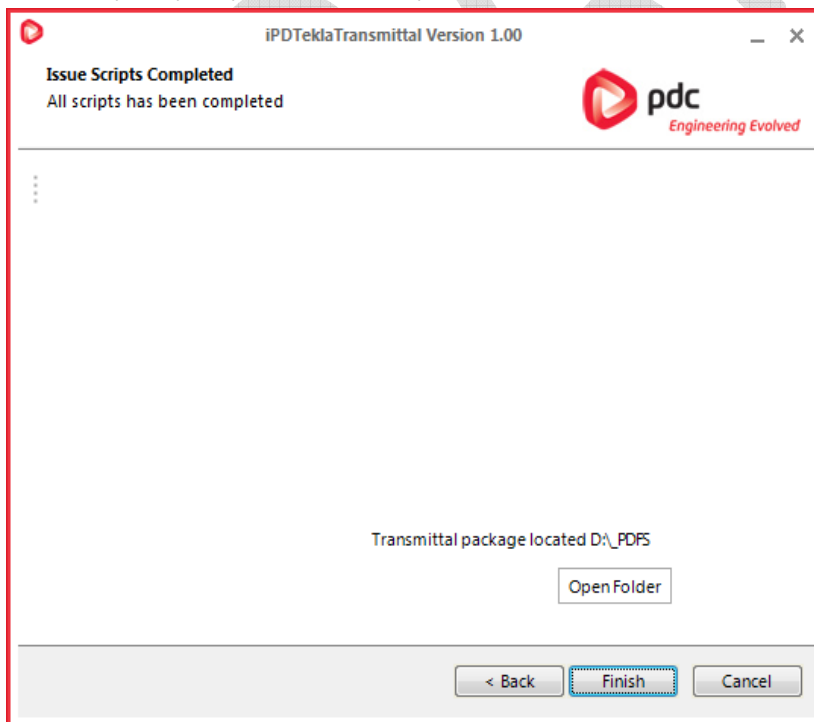 iPDTeklaTransmittal Version 1.00
Issue Scripts Completed
All scripts has been completed
pdc
Engineering Evolved
Transmittal package located D:\_PDFS
Open Folder
< Back Finish Cancel